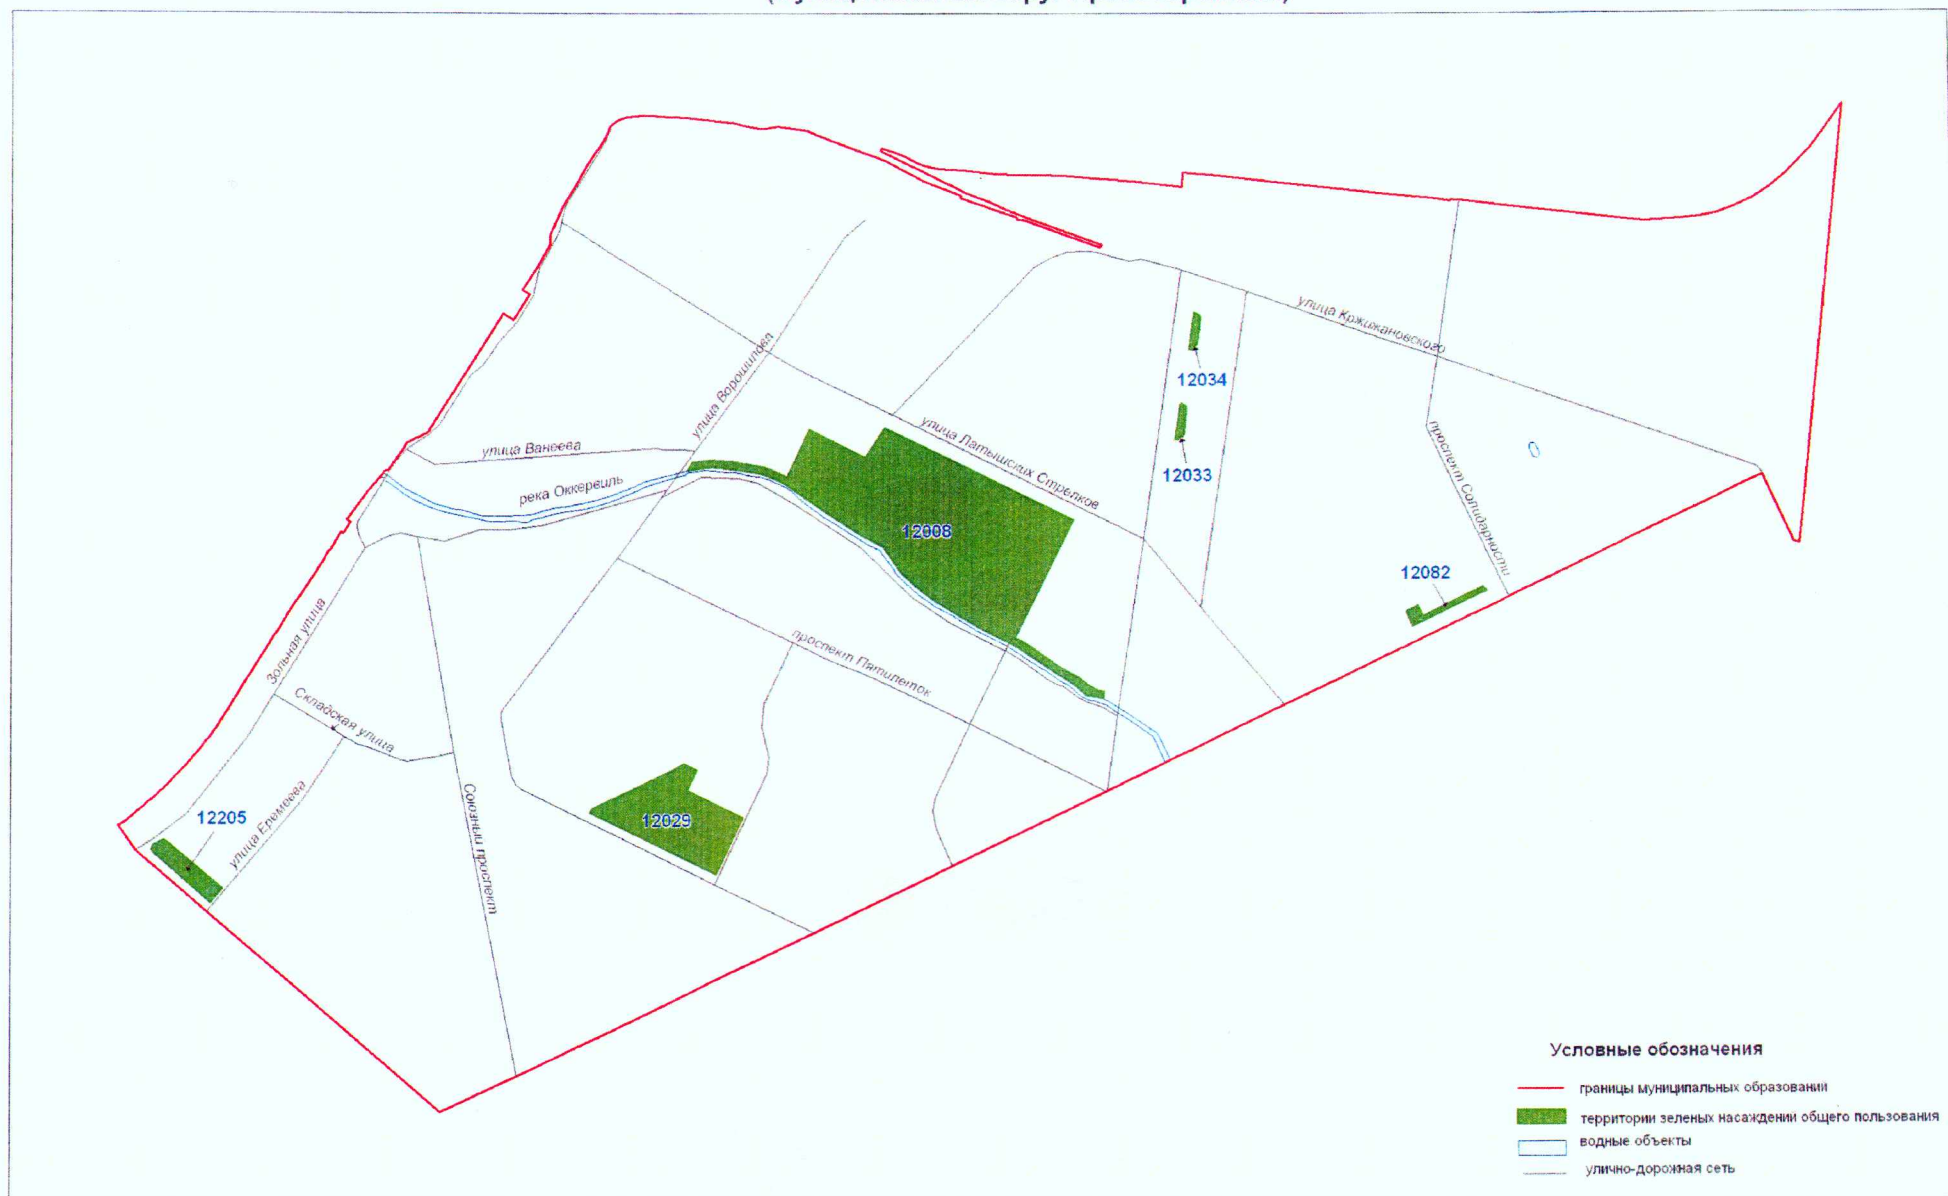 улица Кржижановского
12034
улица Ворошилова
улица Латышских Стрелков
улица Ванеева
12033
проспект Солидарности
река Оккервиль
12008
12082
Зольная улица
проспект Пятилеток
Складская улица
12205
улица Еремеева
Союзный проспект
12029
Условные обозначения
границы муниципальных образовании
территории зеленых насаждении общего пользования
водные объекты
улично-дорожная сеть